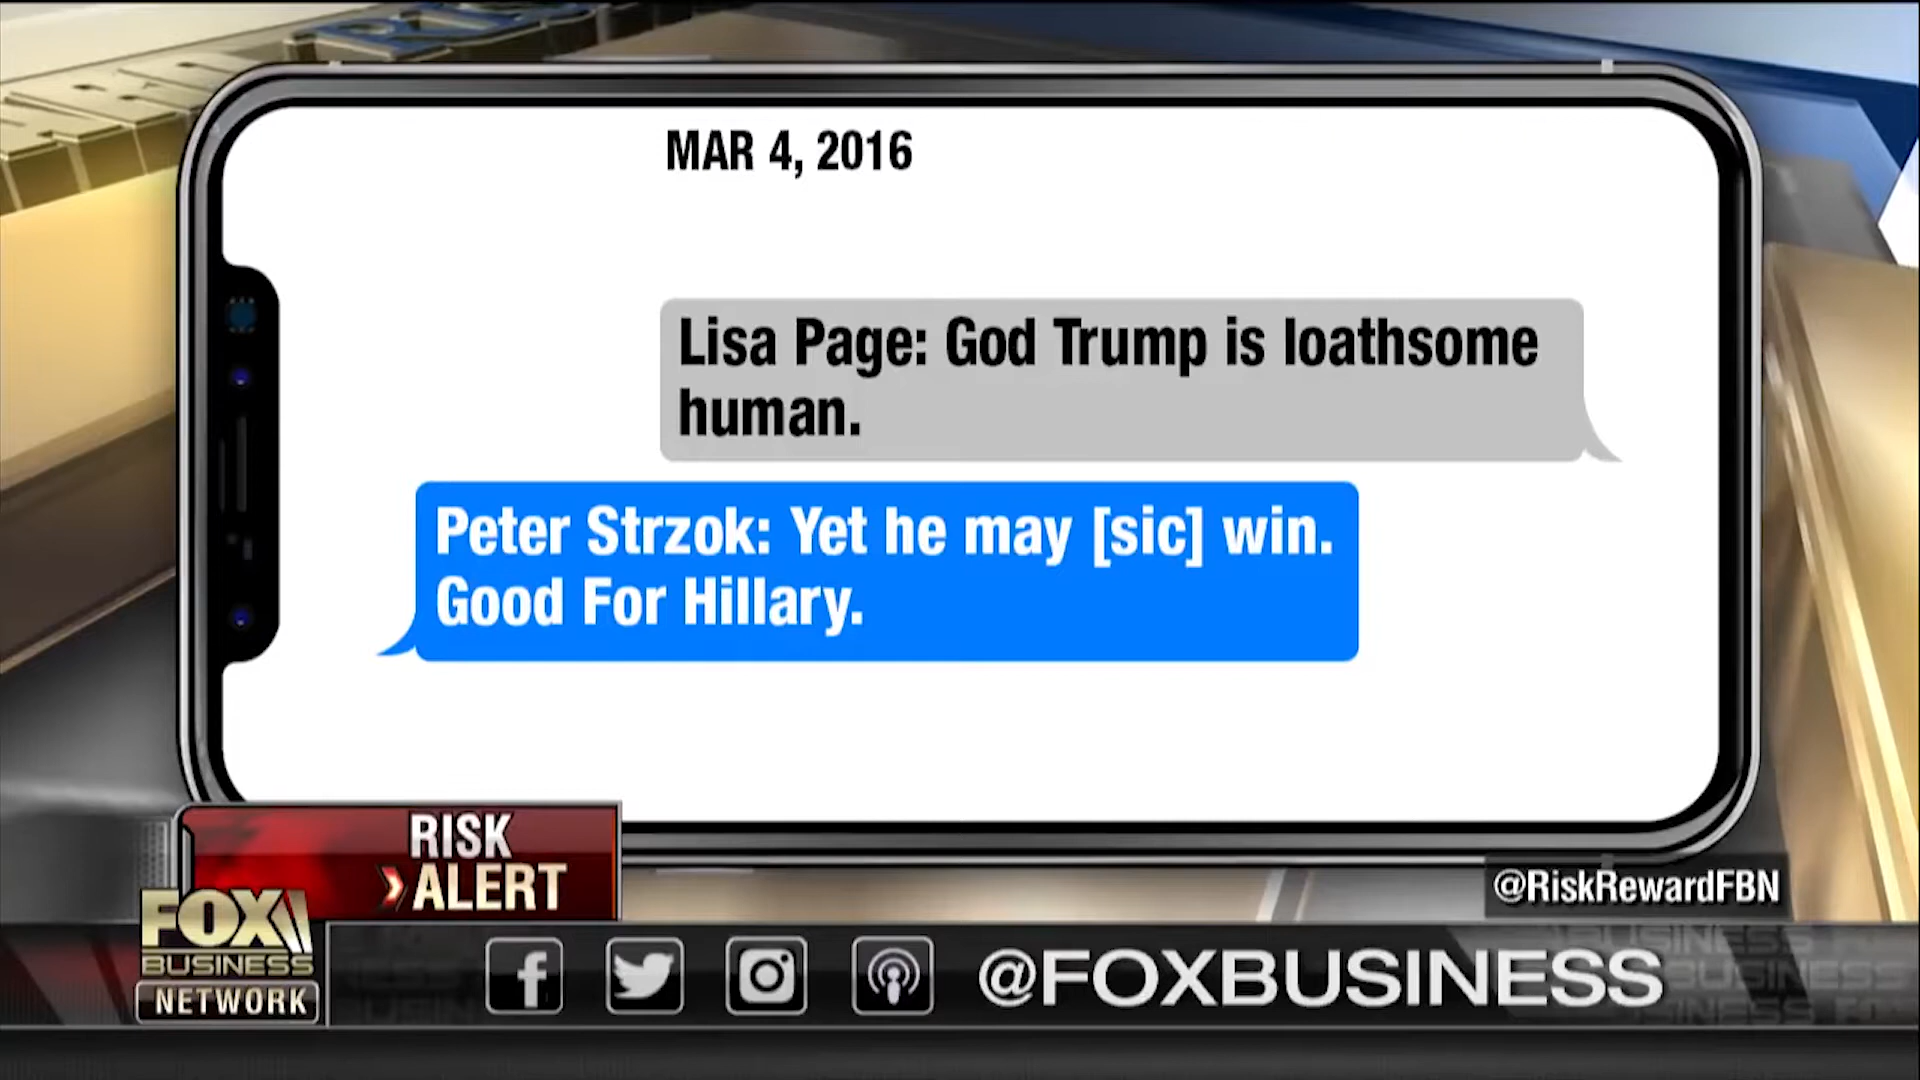 MAR 4, 2016
Lisa Page: God Trump is loathsome
human.
Peter Strzok: Yet he may [sic] win.
Good For Hillary.
RISK
ALERT
@RiskRewardFBN
FOX
BUSINESS
NETWORK
@FOXBUSINESS